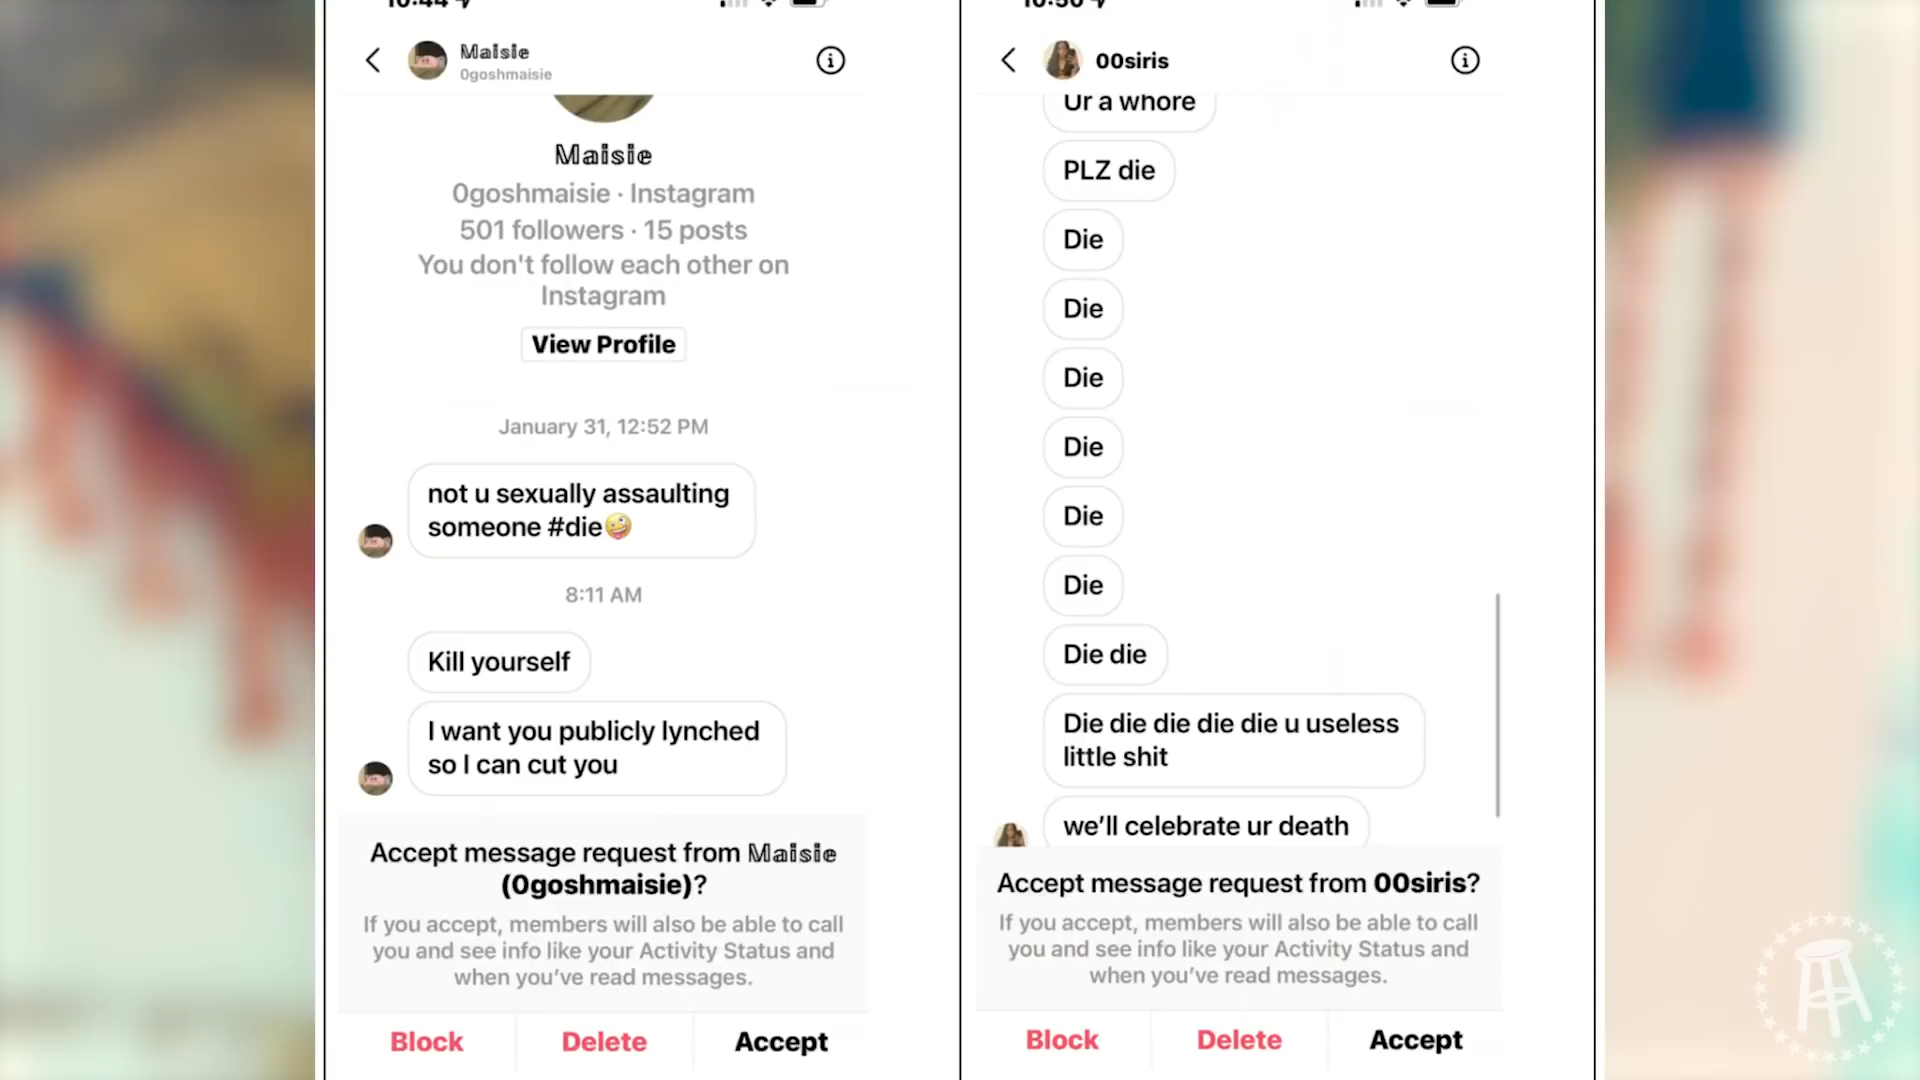 10:44
Maisie
0goshmaisie
Maisie
0goshmaisie · Instagram
501 followers · 15 posts
You don't follow each other on
Instagram
View Profile
January 31, 12:52 PM
not u sexually assaulting
someone #die🤪
8:11 AM
Kill yourself
I want you publicly lynched
so I can cut you
Accept message request from Maisie
(0goshmaisie)?
If you accept, members will also be able to call
you and see info like your Activity Status and
when you’ve read messages.
Block Delete Accept
10:50
00siris
Ur a whore
PLZ die
Die
Die
Die
Die
Die
Die
Die die
Die die die die die u useless
little shit
we’ll celebrate ur death
Accept message request from 00siris?
If you accept, members will also be able to call
you and see info like your Activity Status and
when you’ve read messages.
Block Delete Accept